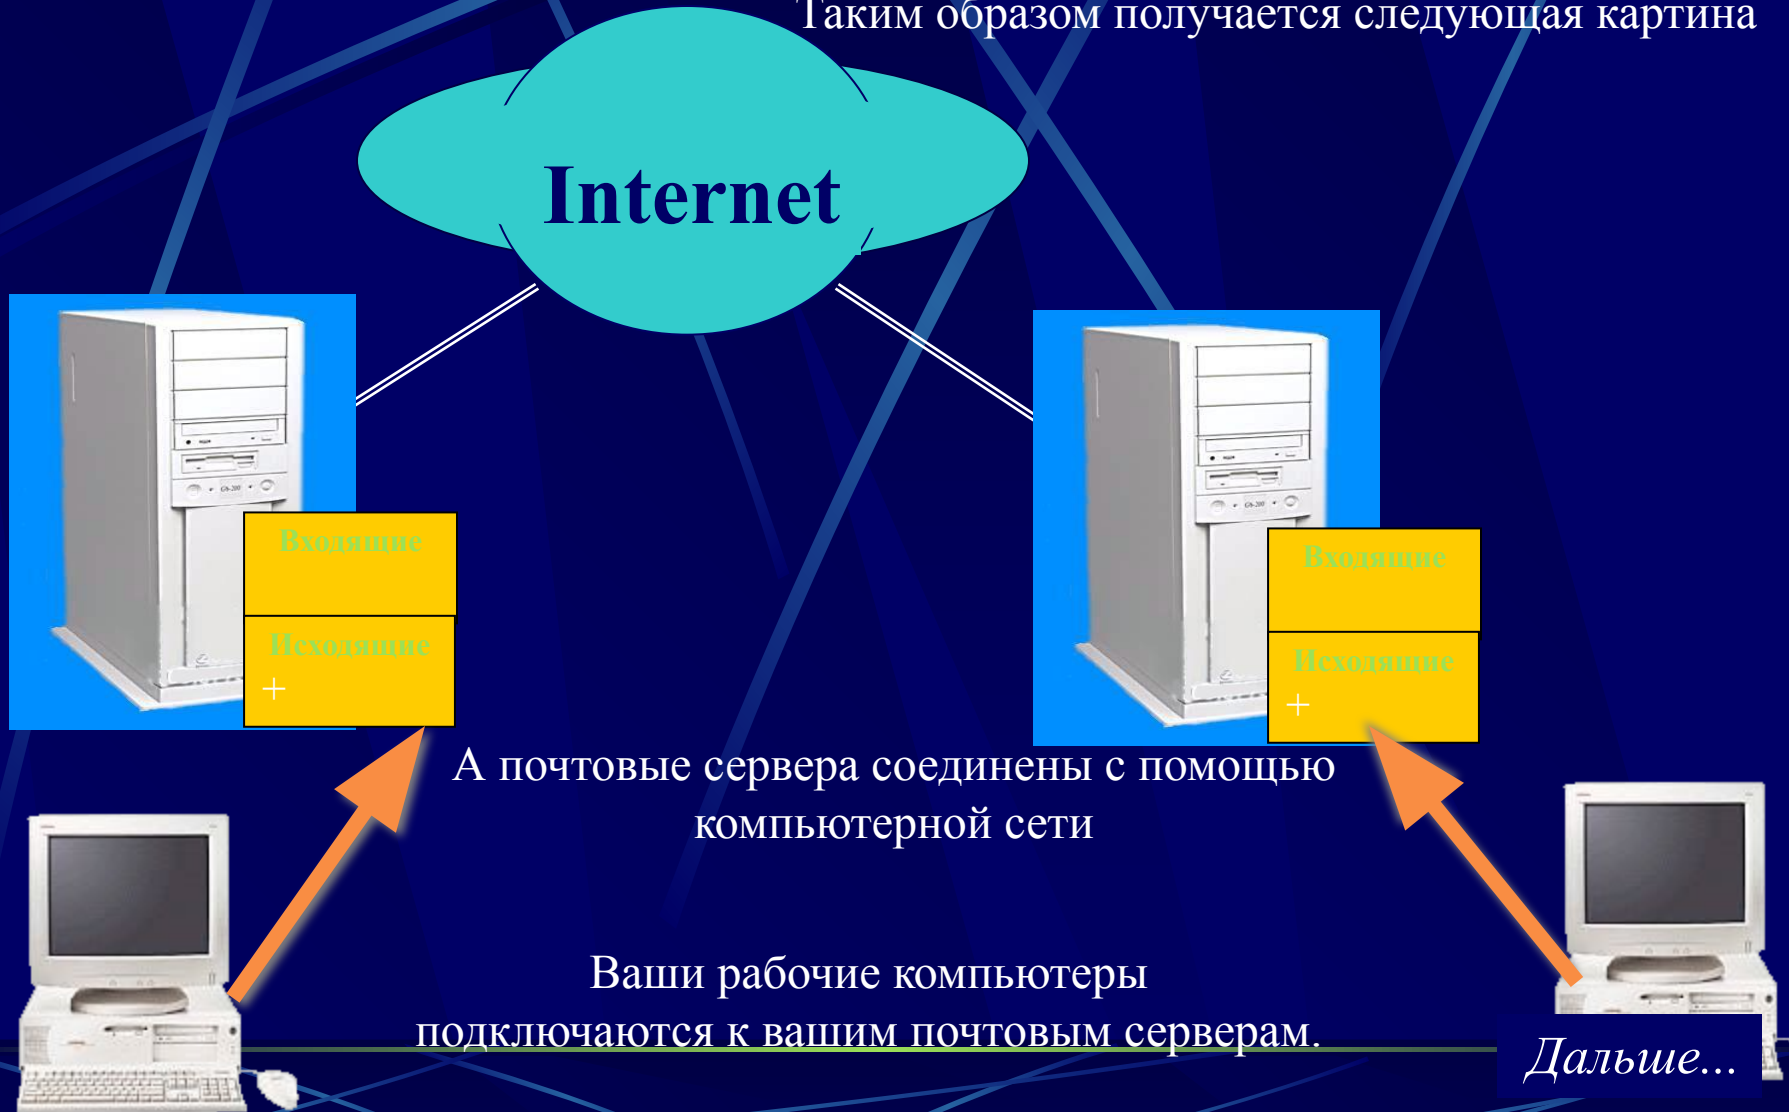 Таким образом получается следующая картина
Internet
Входящие
Исходящие
+
Входящие
Исходящие
+
А почтовые сервера соединены с помощью
компьютерной сети
Ваши рабочие компьютеры
подключаются к вашим почтовым серверам.
Дальше...